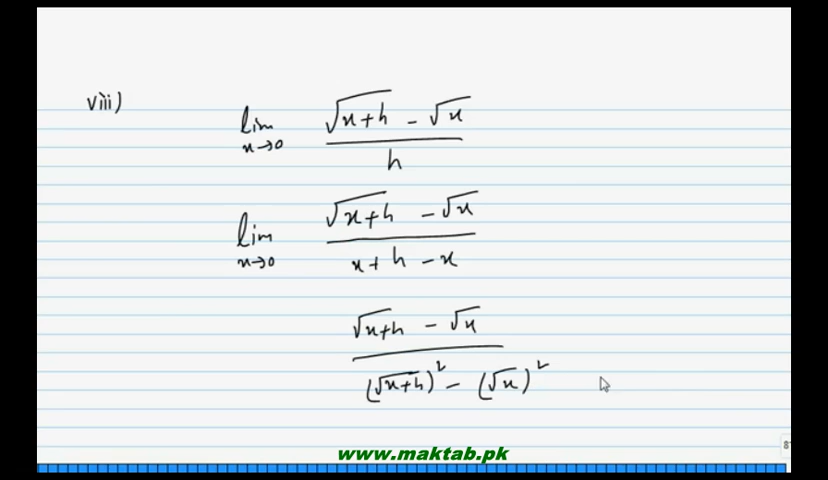 viii)
lim x→0 (√(x+h) - √x) / h
lim x→0 (√(x+h) - √x) / (x + h - x)
(√(x+h) - √x) / ((√(x+h))² - (√x)²)
www.maktab.pk